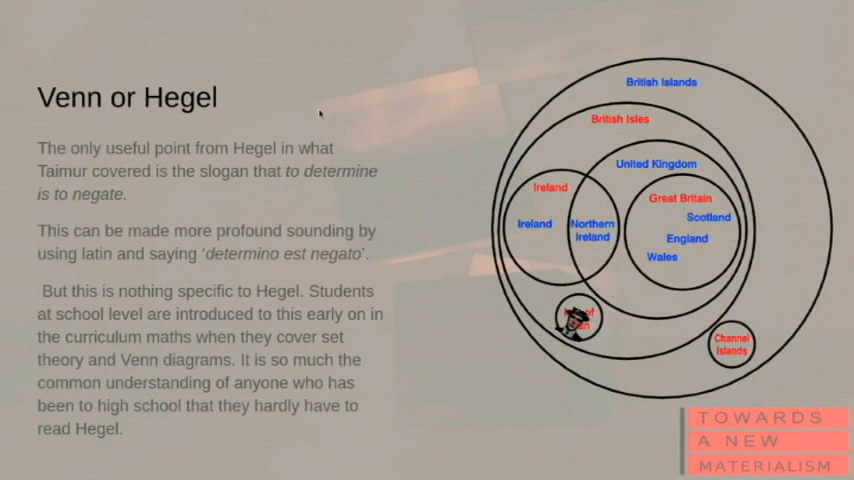 Venn or Hegel
The only useful point from Hegel in what
Taimur covered is the slogan that to determine
is to negate.
This can be made more profound sounding by
using latin and saying ‘determino est negato’.
But this is nothing specific to Hegel. Students
at school level are introduced to this early on in
the curriculum maths when they cover set
theory and Venn diagrams. It is so much the
common understanding of anyone who has
been to high school that they hardly have to
read Hegel.
British Islands
British Isles
United Kingdom
Ireland
Great Britain
Scotland
Ireland
Northern
Ireland
England
Wales
of
Channel
Islands
TOWARDS
A NEW
MATERIALISM